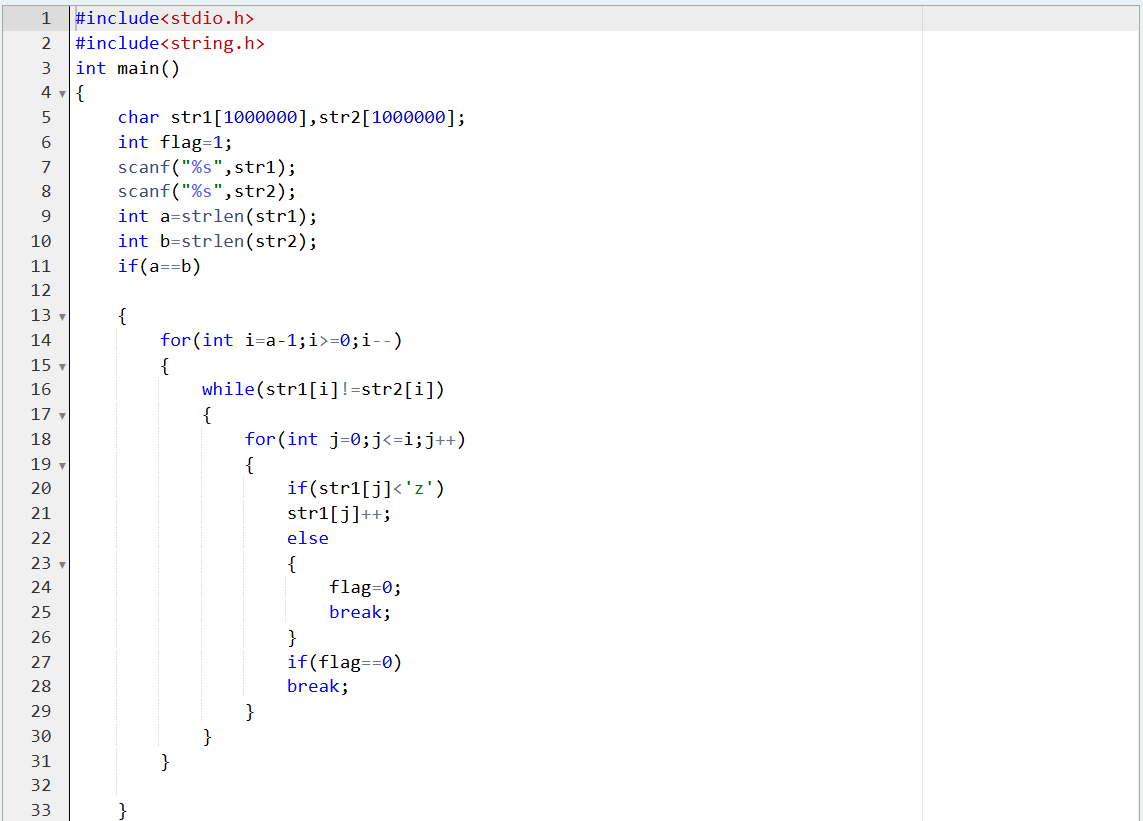 1 #include<stdio.h>
2 #include<string.h>
3 int main()
4 {
5     char str1[1000000],str2[1000000];
6     int flag=1;
7     scanf("%s",str1);
8     scanf("%s",str2);
9     int a=strlen(str1);
10     int b=strlen(str2);
11     if(a==b)
12
13     {
14         for(int i=a-1;i>=0;i--)
15         {
16             while(str1[i]!=str2[i])
17             {
18                 for(int j=0;j<=i;j++)
19                 {
20                     if(str1[j]<'z')
21                     str1[j]++;
22                     else
23                     {
24                         flag=0;
25                         break;
26                     }
27                     if(flag==0)
28                     break;
29                 }
30             }
31         }
32
33     }